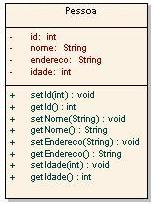 Pessoa
- id: int
- nome: String
- endereco: String
- idade: int
+ setId(int) : void
+ getId() : int
+ setNome(String) : void
+ getNome() : String
+ setEndereco(String) : void
+ getEndereco() : String
+ setIdade(int) : void
+ getIdade() : int